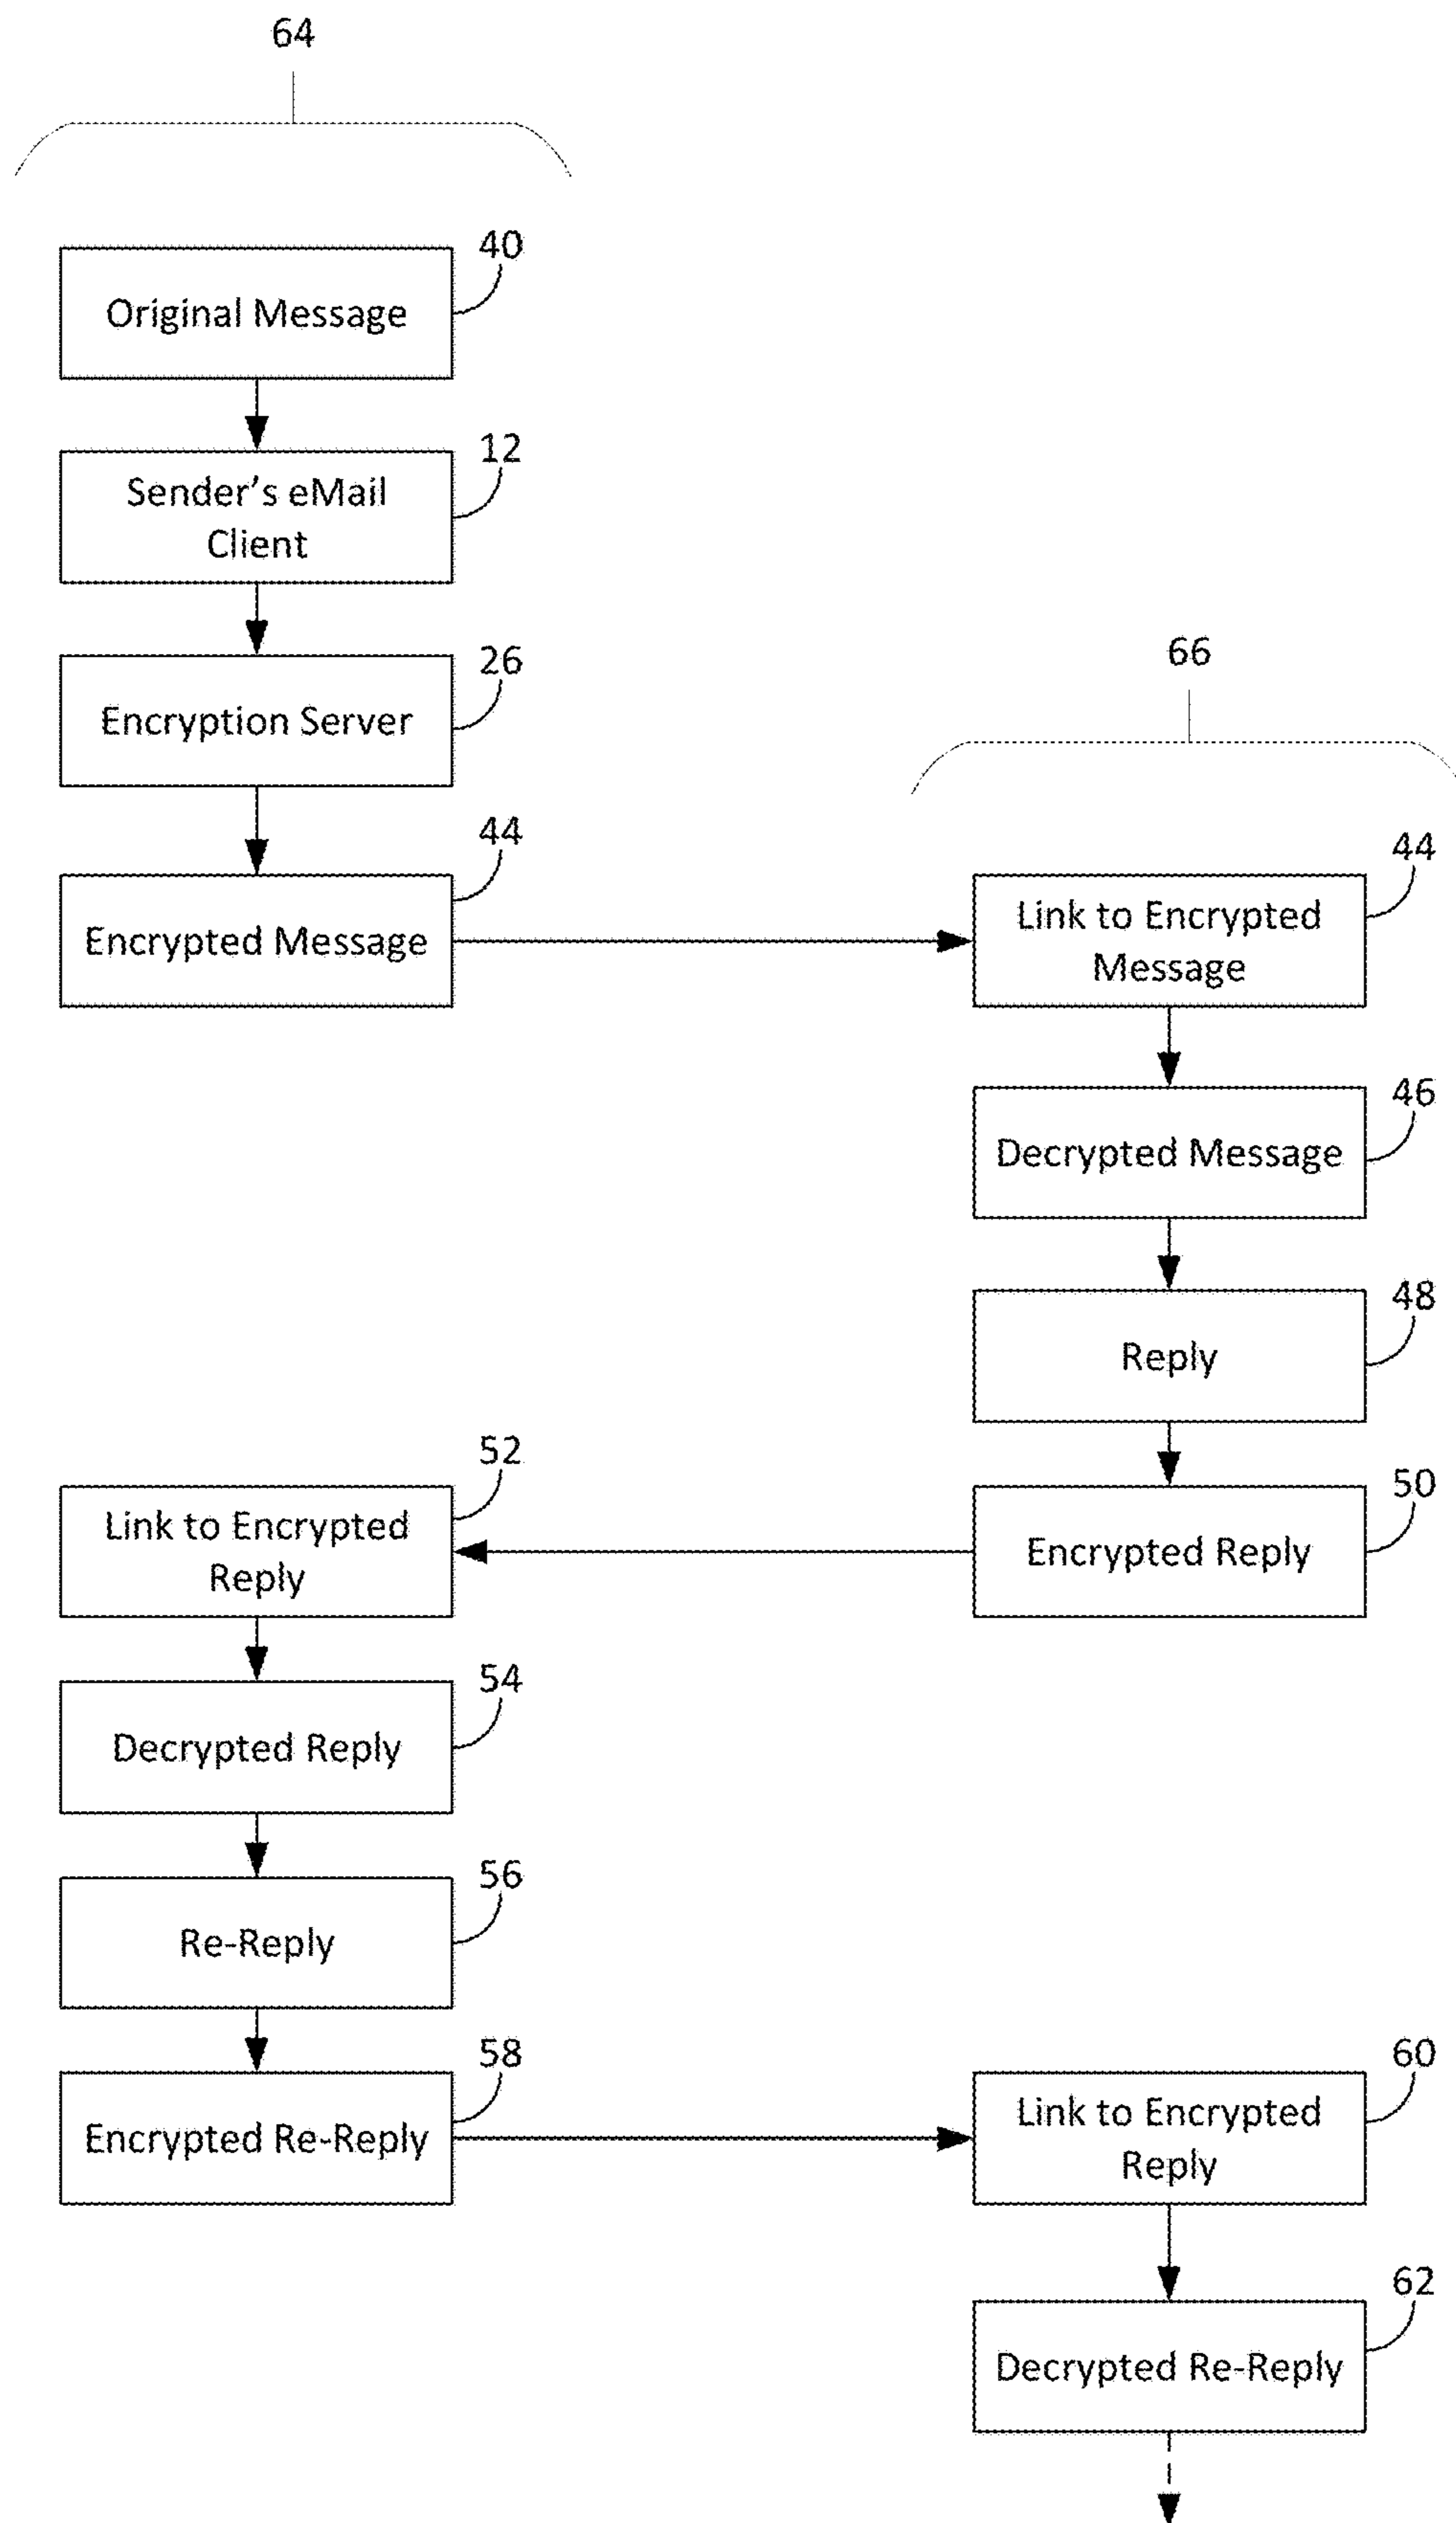 64
40
Original Message
12
Sender's eMail
Client
26
Encryption Server
66
44
Encrypted Message
44
Link to Encrypted
Message
46
Decrypted Message
48
Reply
50
Encrypted Reply
52
Link to Encrypted
Reply
54
Decrypted Reply
56
Re-Reply
58
Encrypted Re-Reply
60
Link to Encrypted
Reply
62
Decrypted Re-Reply